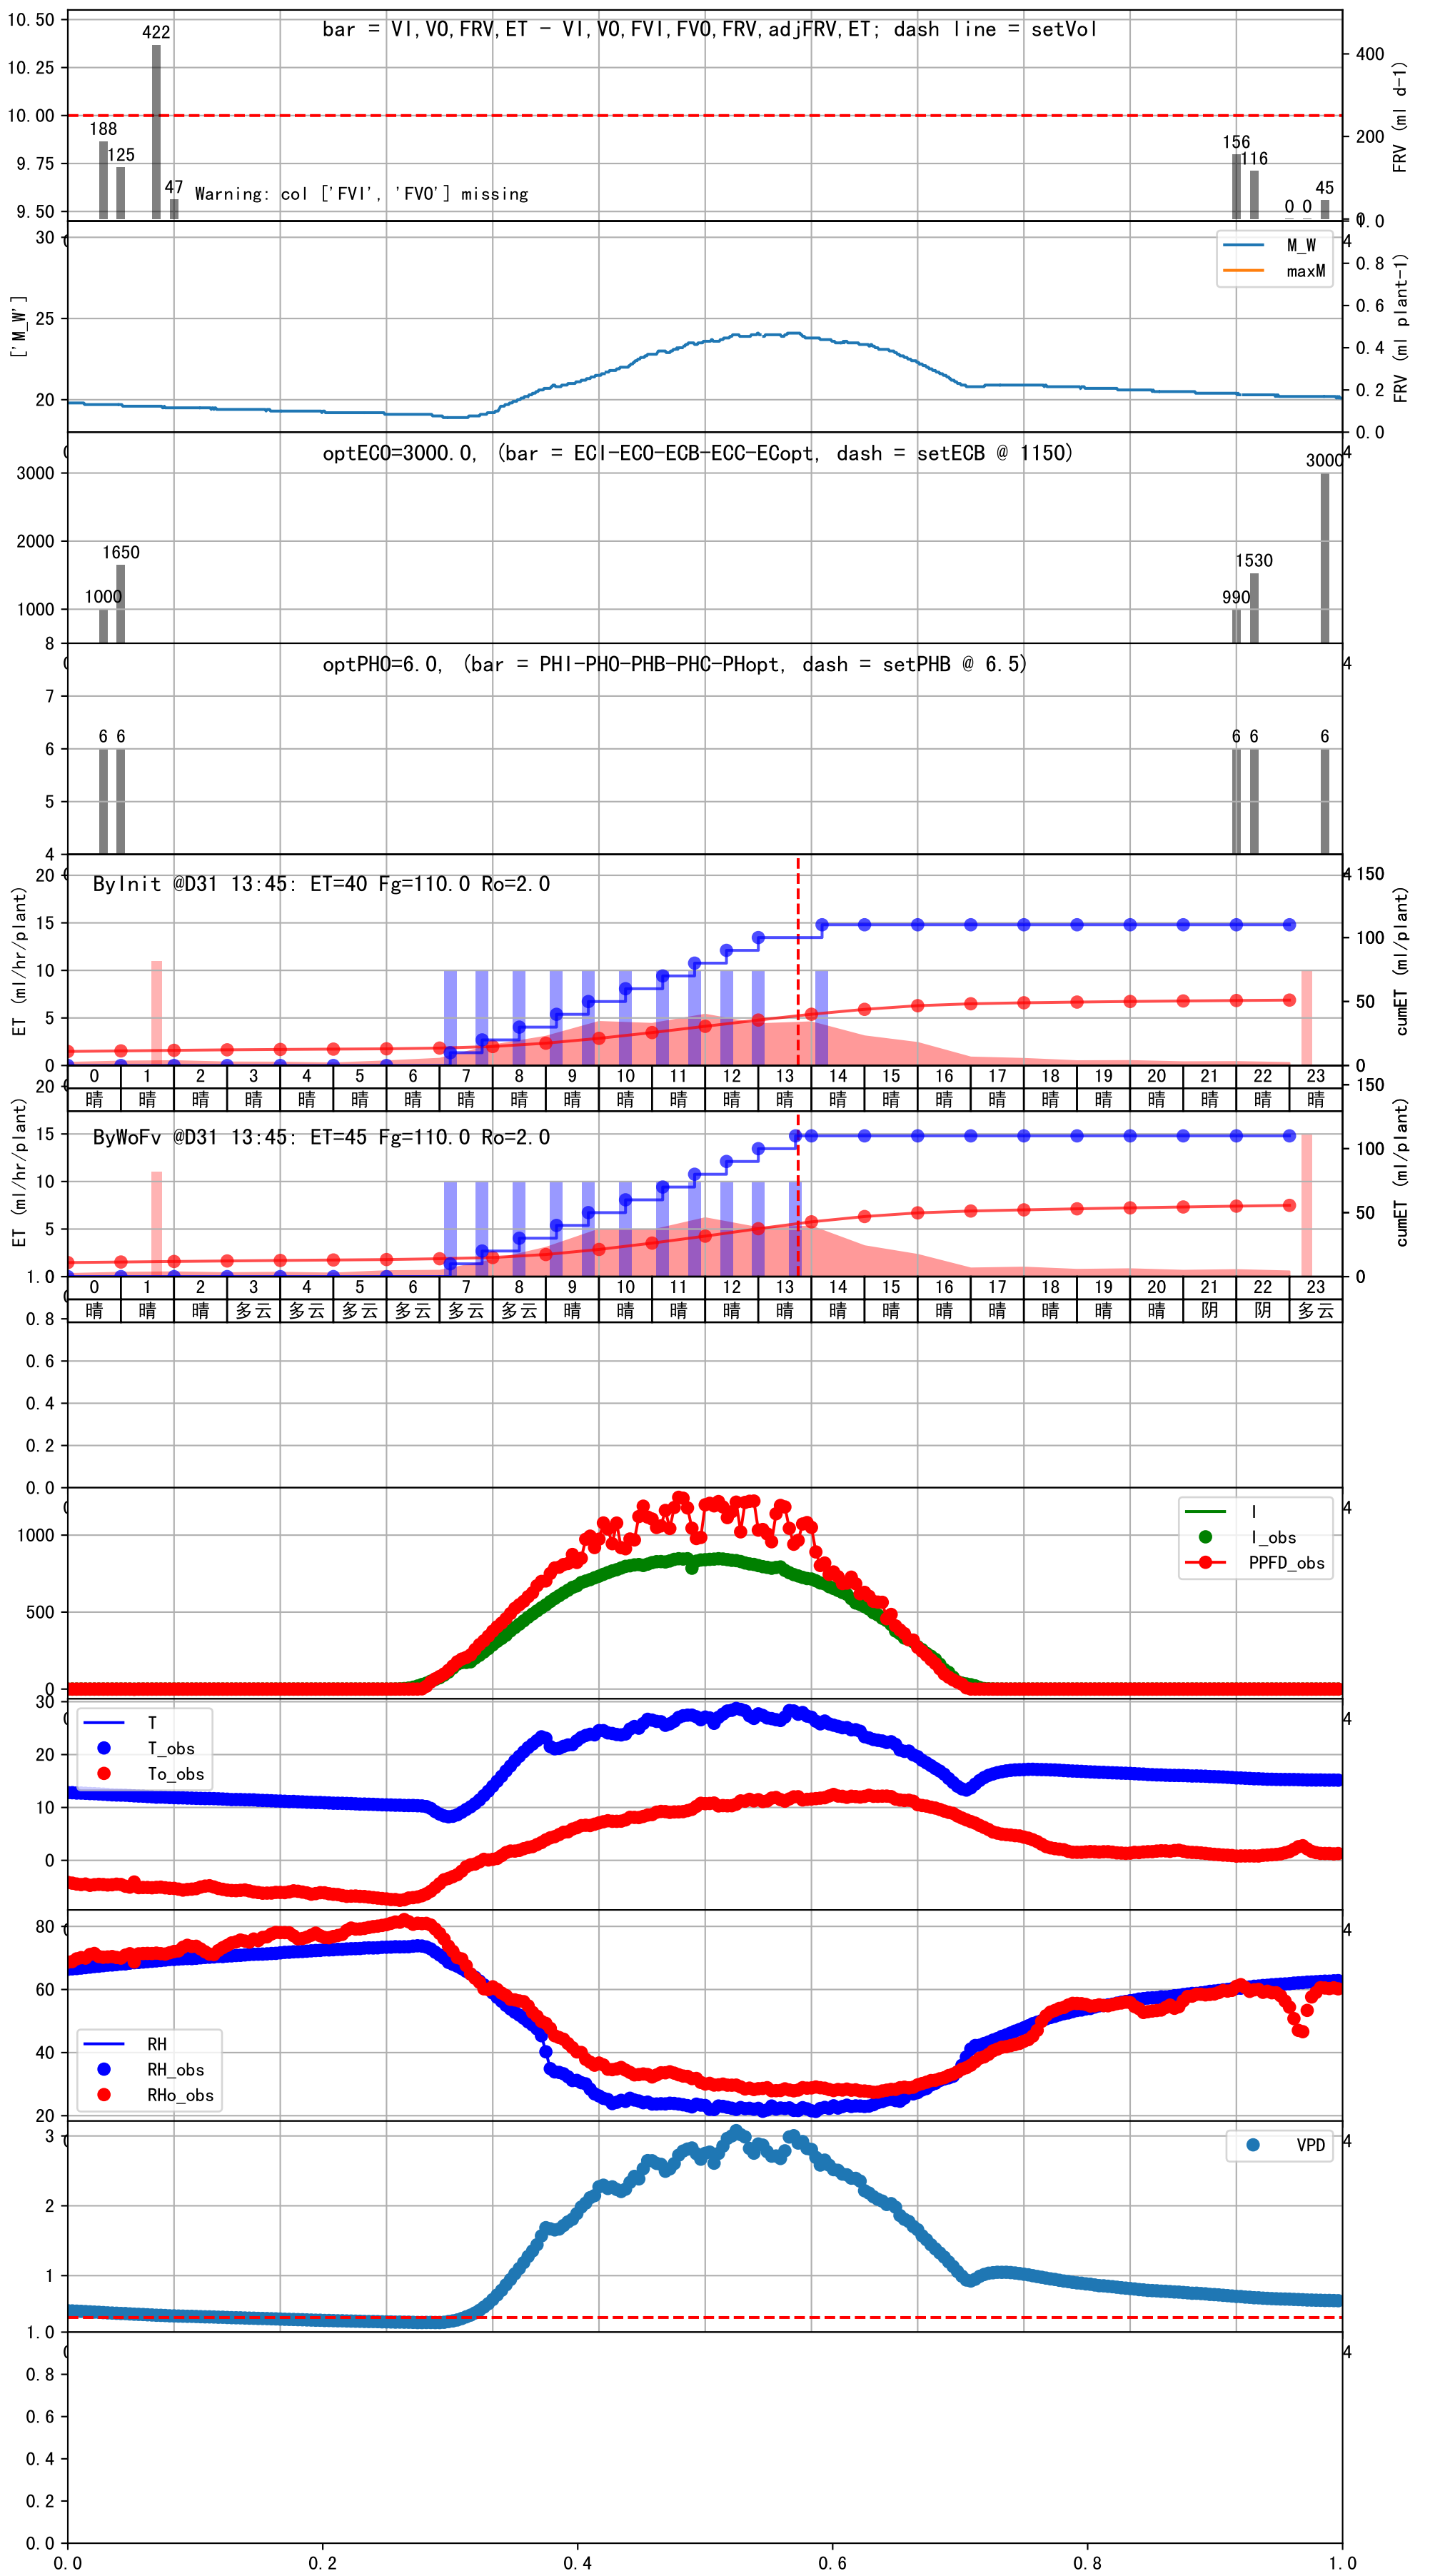 bar = VI,VO,FRV,ET - VI,VO,FVI,FVO,FRV,adjFRV,ET; dash line = setVol
10.50
10.25
10.00
9.75
9.50
422
188
125
47
Warning: col ['FVI', 'FVO'] missing
156
116
0
0
45
400
200
FRV (ml d-1)
1.0
30
25
20
['M_W']
M_W
maxM
0.8
0.6
0.4
0.2
0.0
FRV (ml plant-1)
optECO=3000.0, (bar = ECI-ECO-ECB-ECC-ECopt, dash = setECB @ 1150)
3000
2000
1000
1000
1650
990
1530
3000
optPHO=6.0, (bar = PHI-PHO-PHB-PHC-PHopt, dash = setPHB @ 6.5)
8
7
6
5
4
6 6
6 6
6
ByInit @D31 13:45: ET=40 Fg=110.0 Ro=2.0
20
15
10
5
0
ET (ml/hr/plant)
150
100
50
0
cumET (ml/plant)
0 1 2 3 4 5 6 7 8 9 10 11 12 13 14 15 16 17 18 19 20 21 22 23
晴 晴 晴 晴 晴 晴 晴 晴 晴 晴 晴 晴 晴 晴 晴 晴 晴 晴 晴 晴 晴 晴 晴 晴
ByWoFv @D31 13:45: ET=45 Fg=110.0 Ro=2.0
20
15
10
5
ET (ml/hr/plant)
150
100
50
0
cumET (ml/plant)
0 1 2 3 4 5 6 7 8 9 10 11 12 13 14 15 16 17 18 19 20 21 22 23
晴 晴 晴 多云 多云 多云 多云 多云 多云 晴 晴 晴 晴 晴 晴 晴 晴 晴 晴 晴 晴 阴 阴 多云
1.0
0.8
0.6
0.4
0.2
0.0
1000
500
0
I
I_obs
PPFD_obs
30
20
10
0
T
T_obs
To_obs
80
60
40
20
RH
RH_obs
RHo_obs
3
2
1
VPD
1.0
0.8
0.6
0.4
0.2
0.0
0.0 0.2 0.4 0.6 0.8 1.0